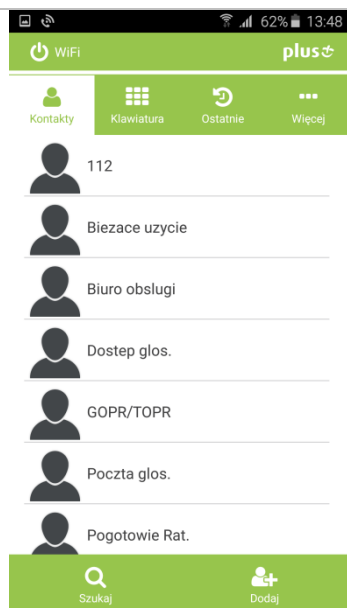 62% 13:48
WiFi plus
Kontakty Klawiatura Ostatnie Więcej
112
Biezace uzycie
Biuro obslugi
Dostep glos.
GOPR/TOPR
Poczta glos.
Pogotowie Rat.
Szukaj Dodaj